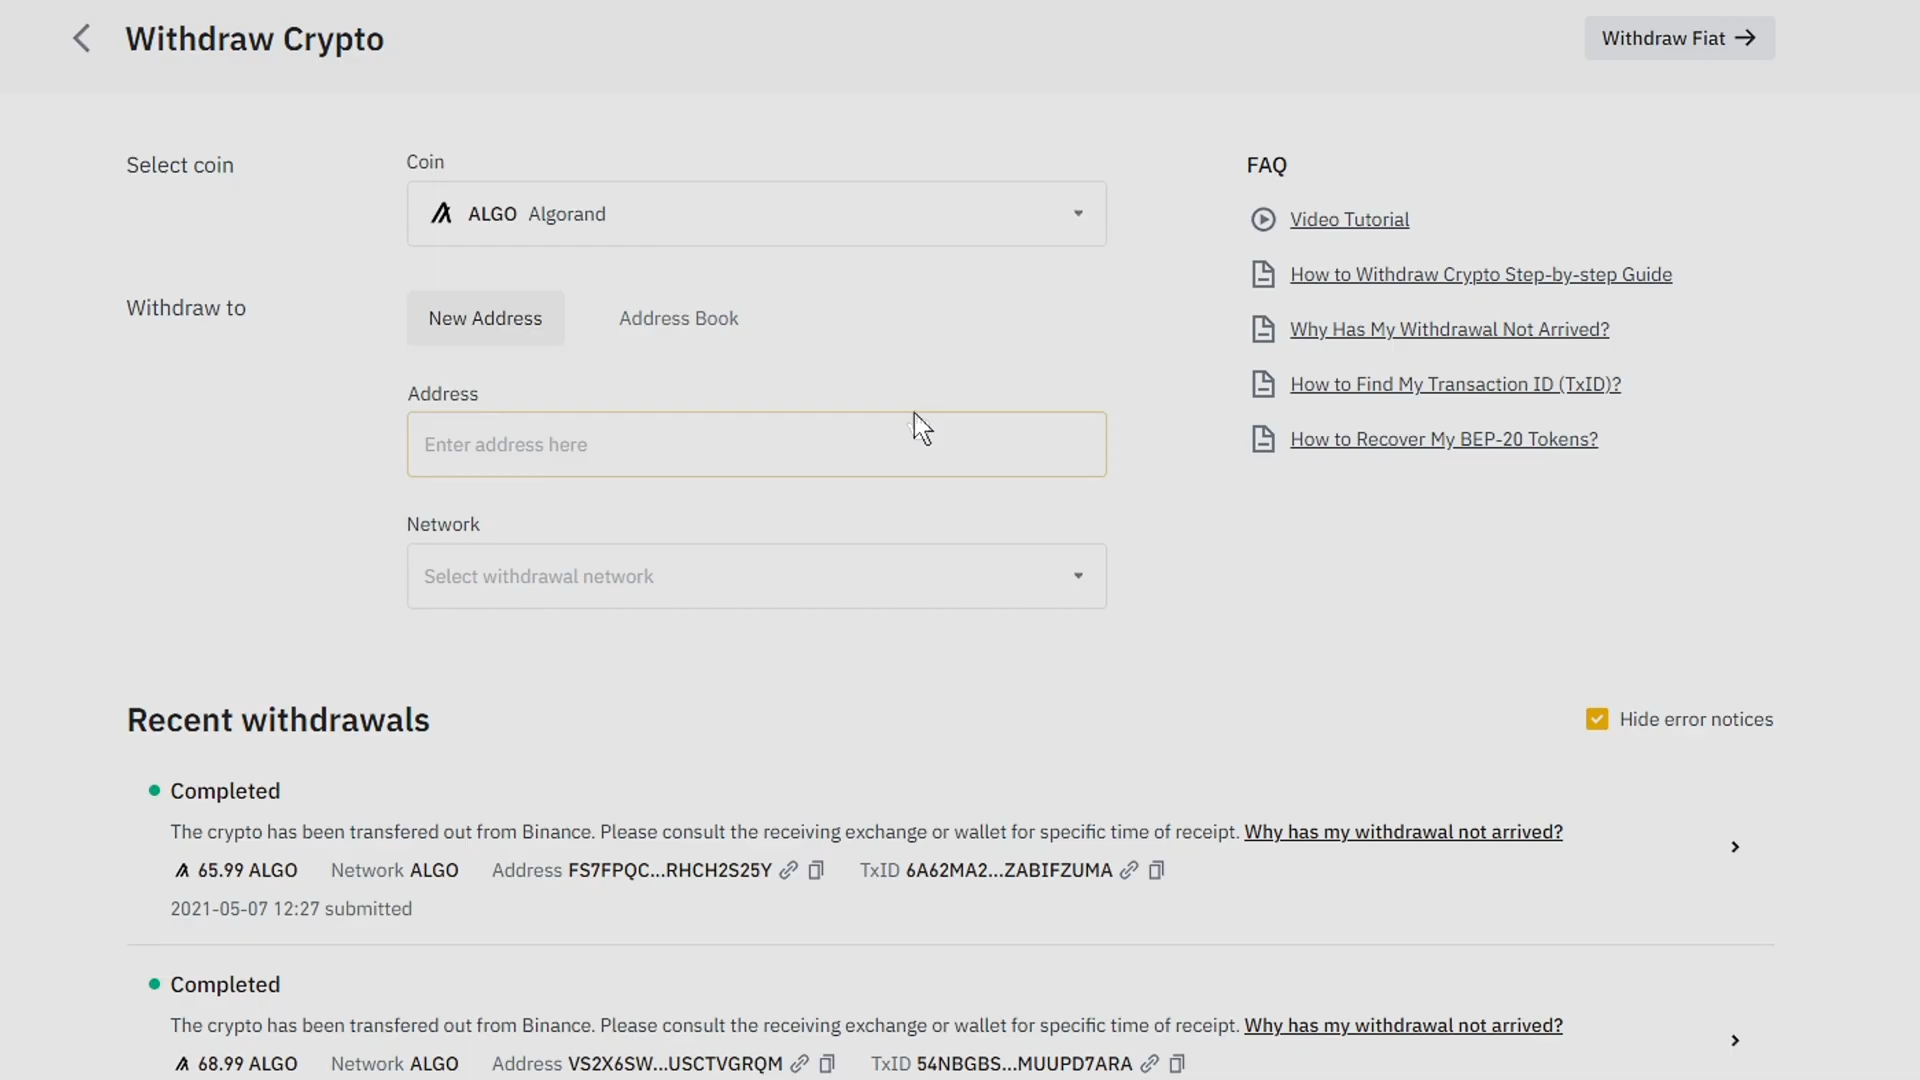 Withdraw Crypto
Withdraw Fiat →
Select coin
Coin
ALGO Algorand
Withdraw to
New Address
Address Book
Address
Enter address here
Network
Select withdrawal network
FAQ
Video Tutorial
How to Withdraw Crypto Step-by-step Guide
Why Has My Withdrawal Not Arrived?
How to Find My Transaction ID (TxID)?
How to Recover My BEP-20 Tokens?
Recent withdrawals
Hide error notices
Completed
The crypto has been transfered out from Binance. Please consult the receiving exchange or wallet for specific time of receipt. Why has my withdrawal not arrived?
65.99 ALGO Network ALGO Address FS7FPQC...RHCH2S25Y TxID 6A62MA2...ZABIFZUMA
2021-05-07 12:27 submitted
Completed
The crypto has been transfered out from Binance. Please consult the receiving exchange or wallet for specific time of receipt. Why has my withdrawal not arrived?
68.99 ALGO Network ALGO Address VS2X6SW...USCTVGRQM TxID 54NBGBS...MUUPD7ARA